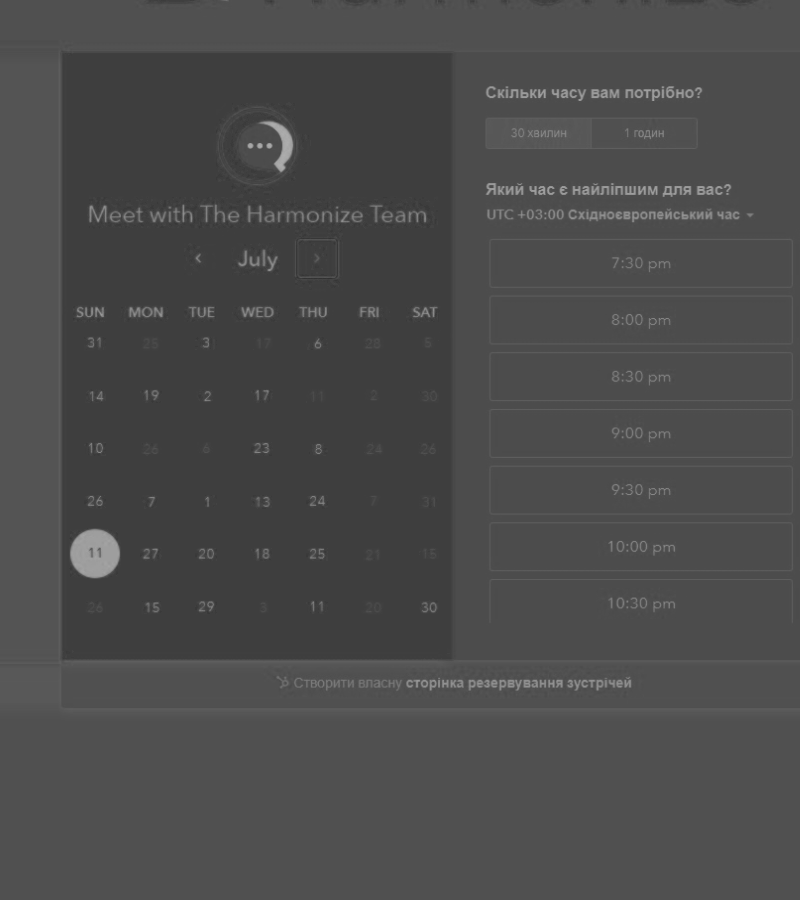 Meet with The Harmonize Team
‹ July ›
SUN MON TUE WED THU FRI SAT
31 25 3 17 6 28 5
14 19 2 17 11 2 30
10 26 6 23 8 24 26
26 7 1 13 24 7 31
11 27 20 18 25 21 15
26 15 29 3 11 20 30
Скільки часу вам потрібно?
30 хвилин 1 годин
Який час є найліпшим для вас?
UTC +03:00 Східноєвропейський час
7:30 pm
8:00 pm
8:30 pm
9:00 pm
9:30 pm
10:00 pm
10:30 pm
Створити власну сторінка резервування зустрічей